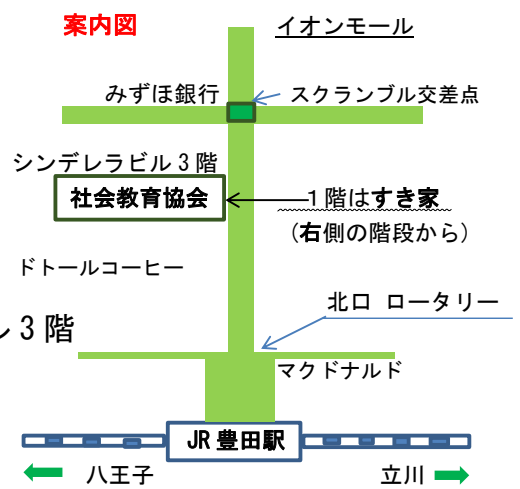 案内図
イオンモール
みずほ銀行
スクランブル交差点
シンデレラビル3階
社会教育協会
1階はすき家
(右側の階段から)
ドトールコーヒー
北口 ロータリー
ル3階
マクドナルド
JR豊田駅
八王子
立川